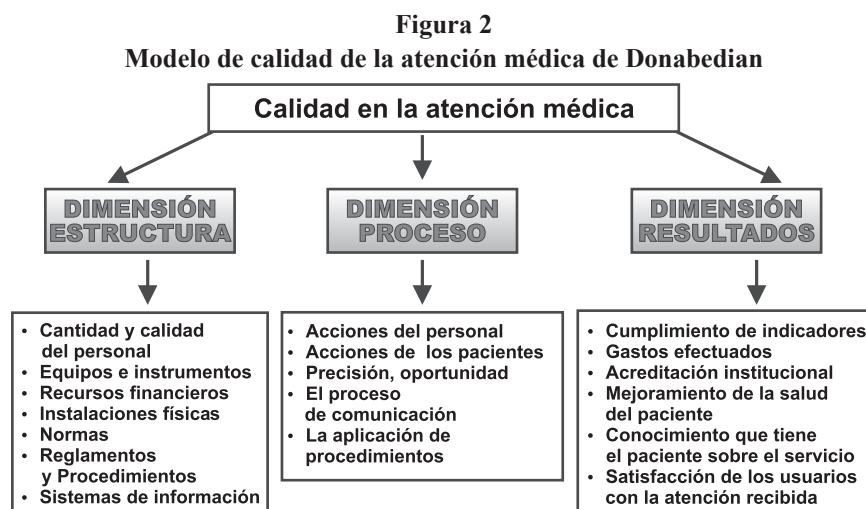 Figura 2
Modelo de calidad de la atención médica de Donabedian
Calidad en la atención médica
DIMENSIÓN
ESTRUCTURA
DIMENSIÓN
PROCESO
DIMENSIÓN
RESULTADOS
• Cantidad y calidad
del personal
• Equipos e instrumentos
• Recursos financieros
• Instalaciones físicas
• Normas
• Reglamentos
y Procedimientos
• Sistemas de información
• Acciones del personal
• Acciones de los pacientes
• Precisión, oportunidad
• El proceso
de comunicación
• La aplicación de
procedimientos
• Cumplimiento de indicadores
• Gastos efectuados
• Acreditación institucional
• Mejoramiento de la salud
del paciente
• Conocimiento que tiene
el paciente sobre el servicio
• Satisfacción de los usuarios
con la atención recibida